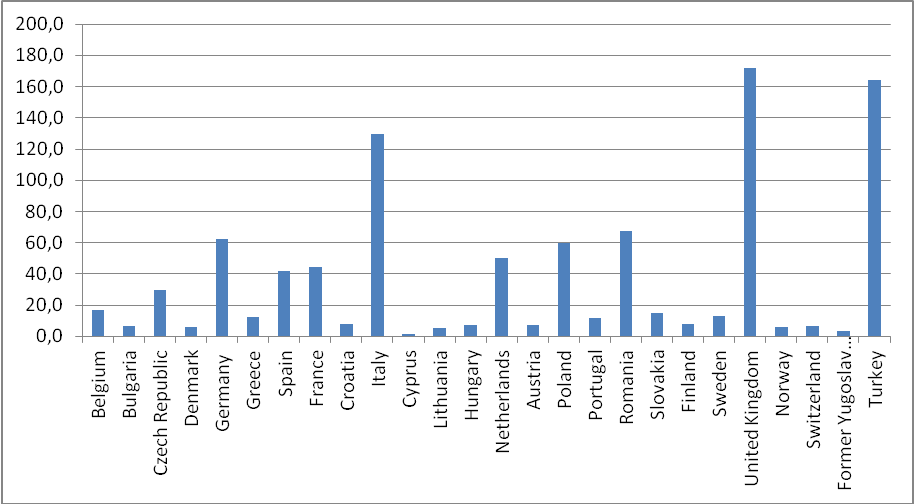 200,0
180,0
160,0
140,0
120,0
100,0
80,0
60,0
40,0
20,0
0,0
Belgium
Bulgaria
Czech Republic
Denmark
Germany
Greece
Spain
France
Croatia
Italy
Cyprus
Lithuania
Hungary
Netherlands
Austria
Poland
Portugal
Romania
Slovakia
Finland
Sweden
United Kingdom
Norway
Switzerland
Former Yugoslav...
Turkey